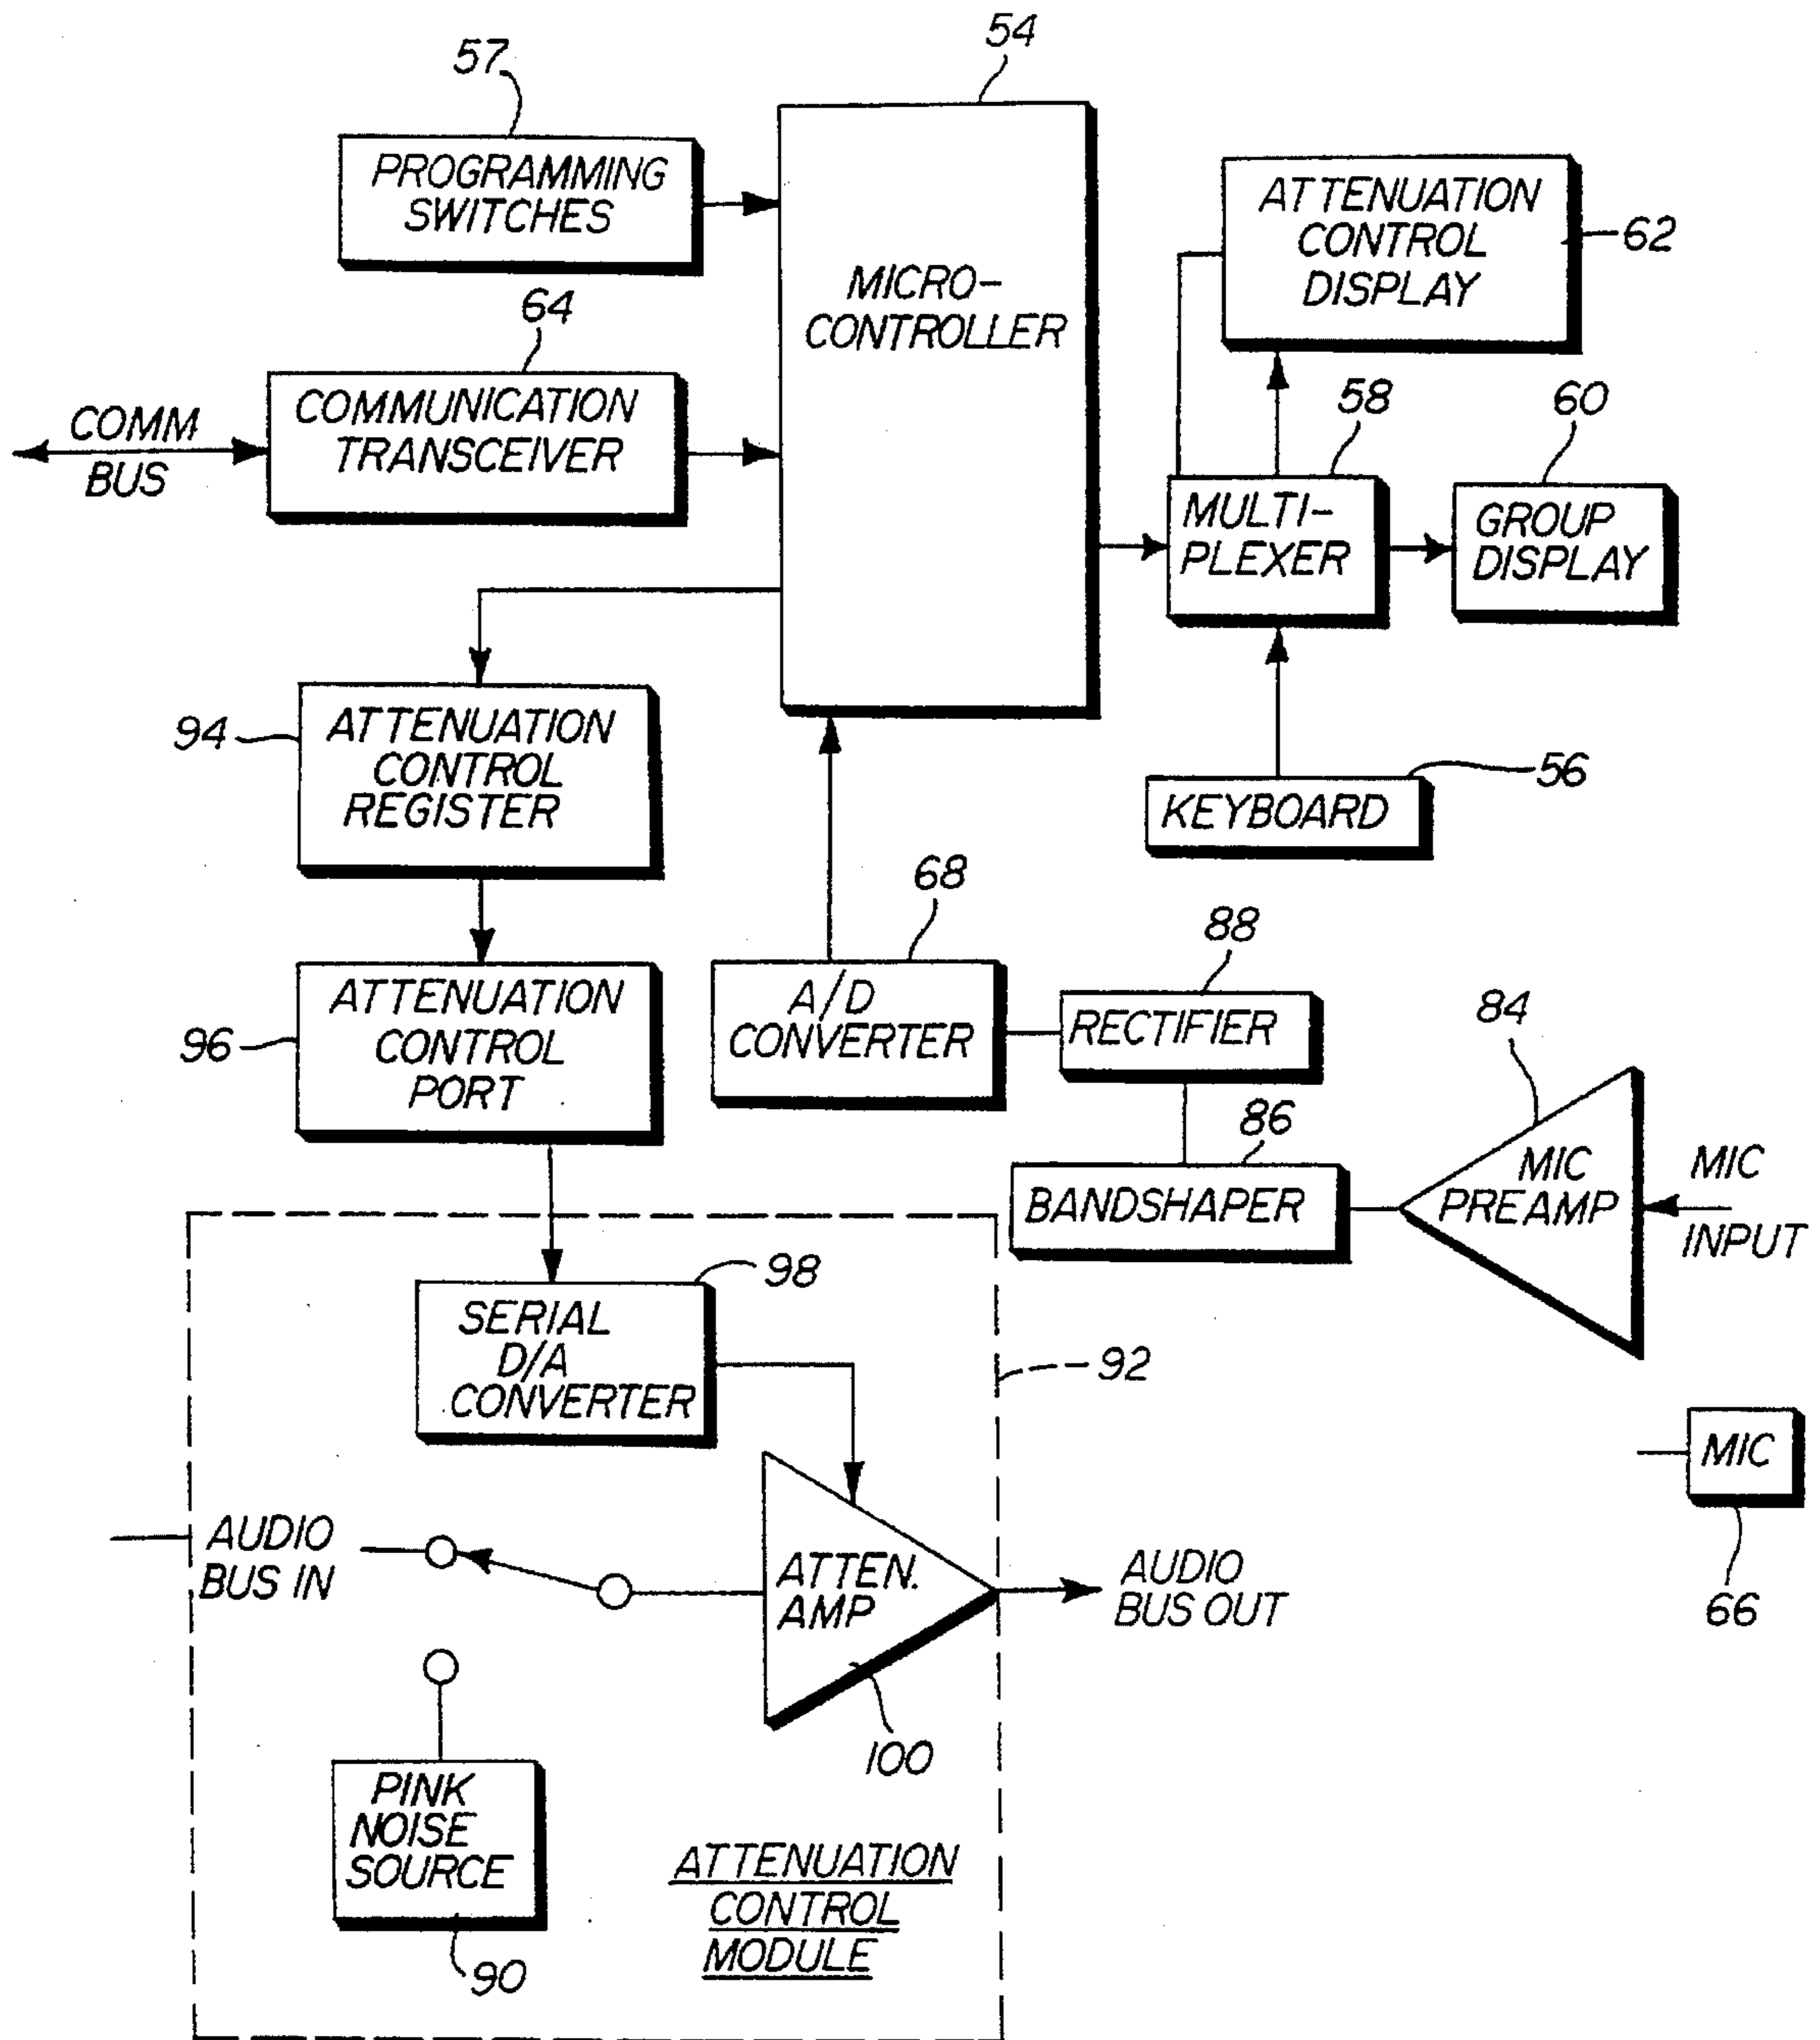 54
57
PROGRAMMING
SWITCHES
MICRO-
CONTROLLER
ATTENUATION
CONTROL
DISPLAY
62
64
COMMUNICATION
TRANSCEIVER
COMM
BUS
58
MULTI-
PLEXER
60
GROUP
DISPLAY
94
ATTENUATION
CONTROL
REGISTER
56
KEYBOARD
68
A/D
CONVERTER
88
RECTIFIER
96
ATTENUATION
CONTROL
PORT
84
MIC
PREAMP
MIC
INPUT
86
BANDSHAPER
98
SERIAL
D/A
CONVERTER
92
MIC
66
AUDIO
BUS IN
ATTEN.
AMP
100
AUDIO
BUS OUT
PINK
NOISE
SOURCE
90
ATTENUATION
CONTROL
MODULE